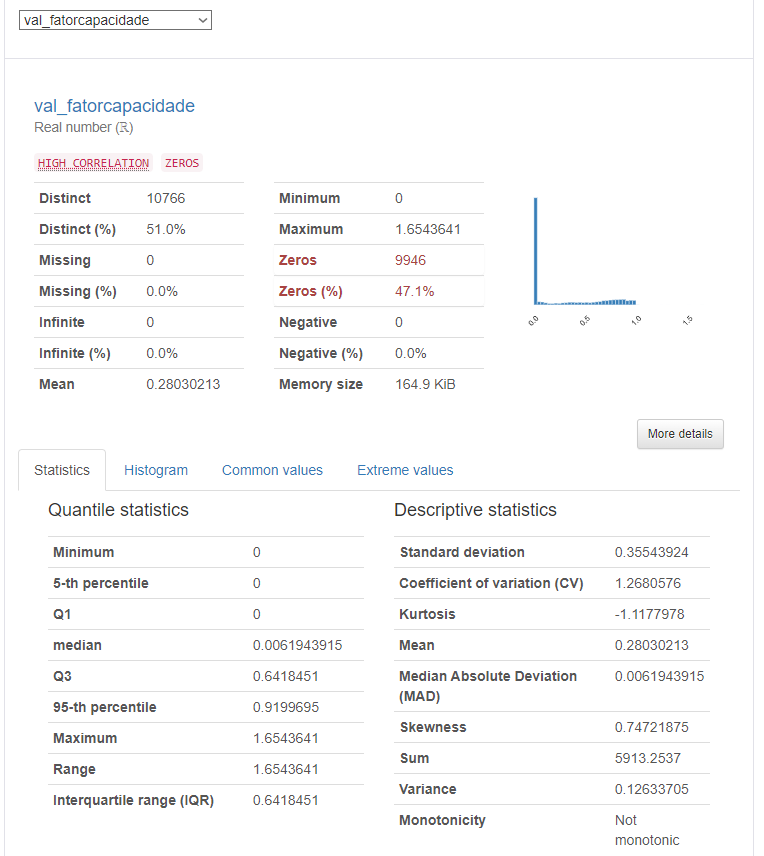 val_fatorcapacidade
val_fatorcapacidade
Real number (ℝ)
HIGH CORRELATION ZEROS
Distinct 10766
Distinct (%) 51.0%
Missing 0
Missing (%) 0.0%
Infinite 0
Infinite (%) 0.0%
Mean 0.28030213
Minimum 0
Maximum 1.6543641
Zeros 9946
Zeros (%) 47.1%
Negative 0
Negative (%) 0.0%
Memory size 164.9 KiB
0.0 0.5 1.0 1.5
More details
Statistics Histogram Common values Extreme values
Quantile statistics
Minimum 0
5-th percentile 0
Q1 0
median 0.0061943915
Q3 0.6418451
95-th percentile 0.9199695
Maximum 1.6543641
Range 1.6543641
Interquartile range (IQR) 0.6418451
Descriptive statistics
Standard deviation 0.35543924
Coefficient of variation (CV) 1.2680576
Kurtosis -1.1177978
Mean 0.28030213
Median Absolute Deviation 0.0061943915
(MAD)
Skewness 0.74721875
Sum 5913.2537
Variance 0.12633705
Monotonicity Not
monotonic